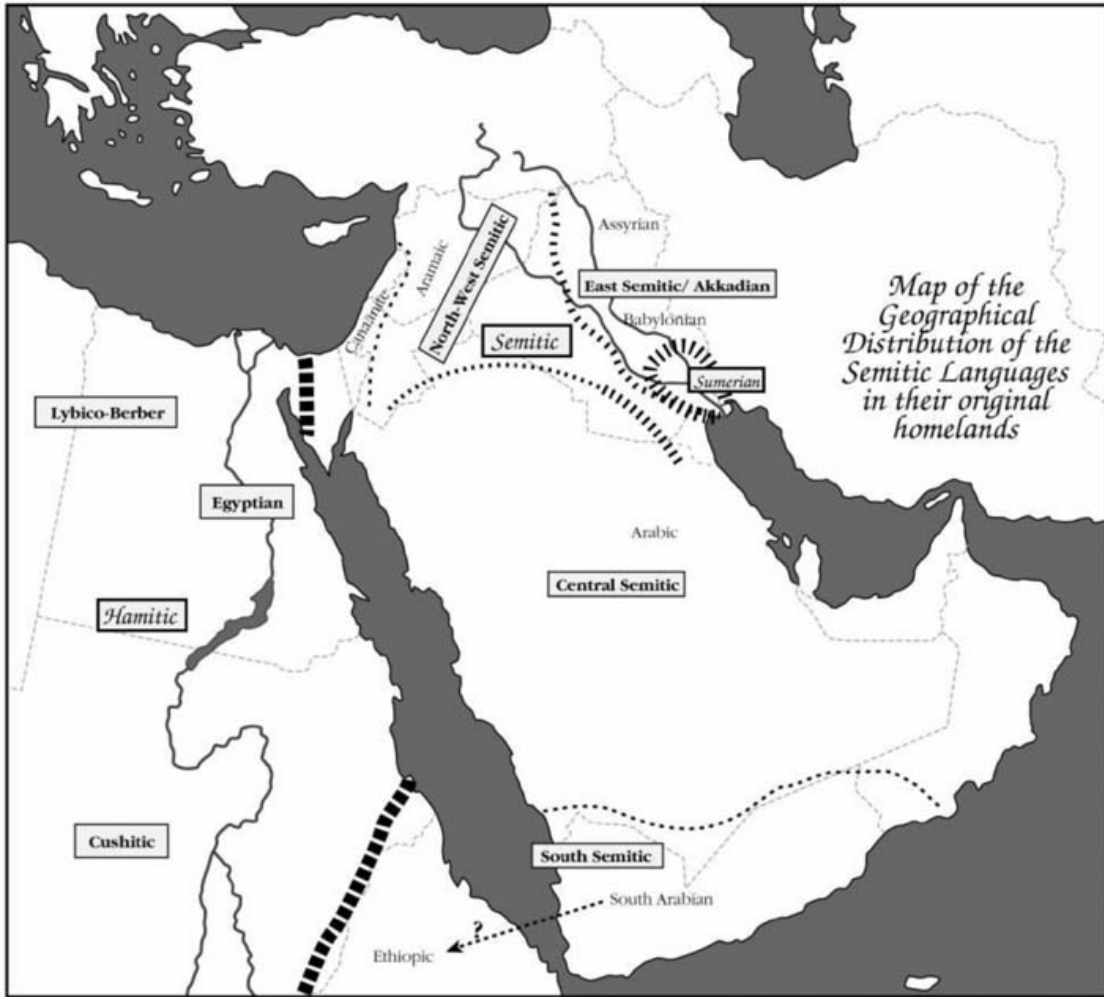 Map of the
Geographical
Distribution of the
Semitic Languages
in their original
homelands
Assyrian
Aramaic
North-West Semitic
Canaanite
East Semitic/ Akkadian
Babylonian
Semitic
Sumerian
Lybico-Berber
Egyptian
Arabic
Central Semitic
Hamitic
Cushitic
South Semitic
South Arabian
?
Ethiopic